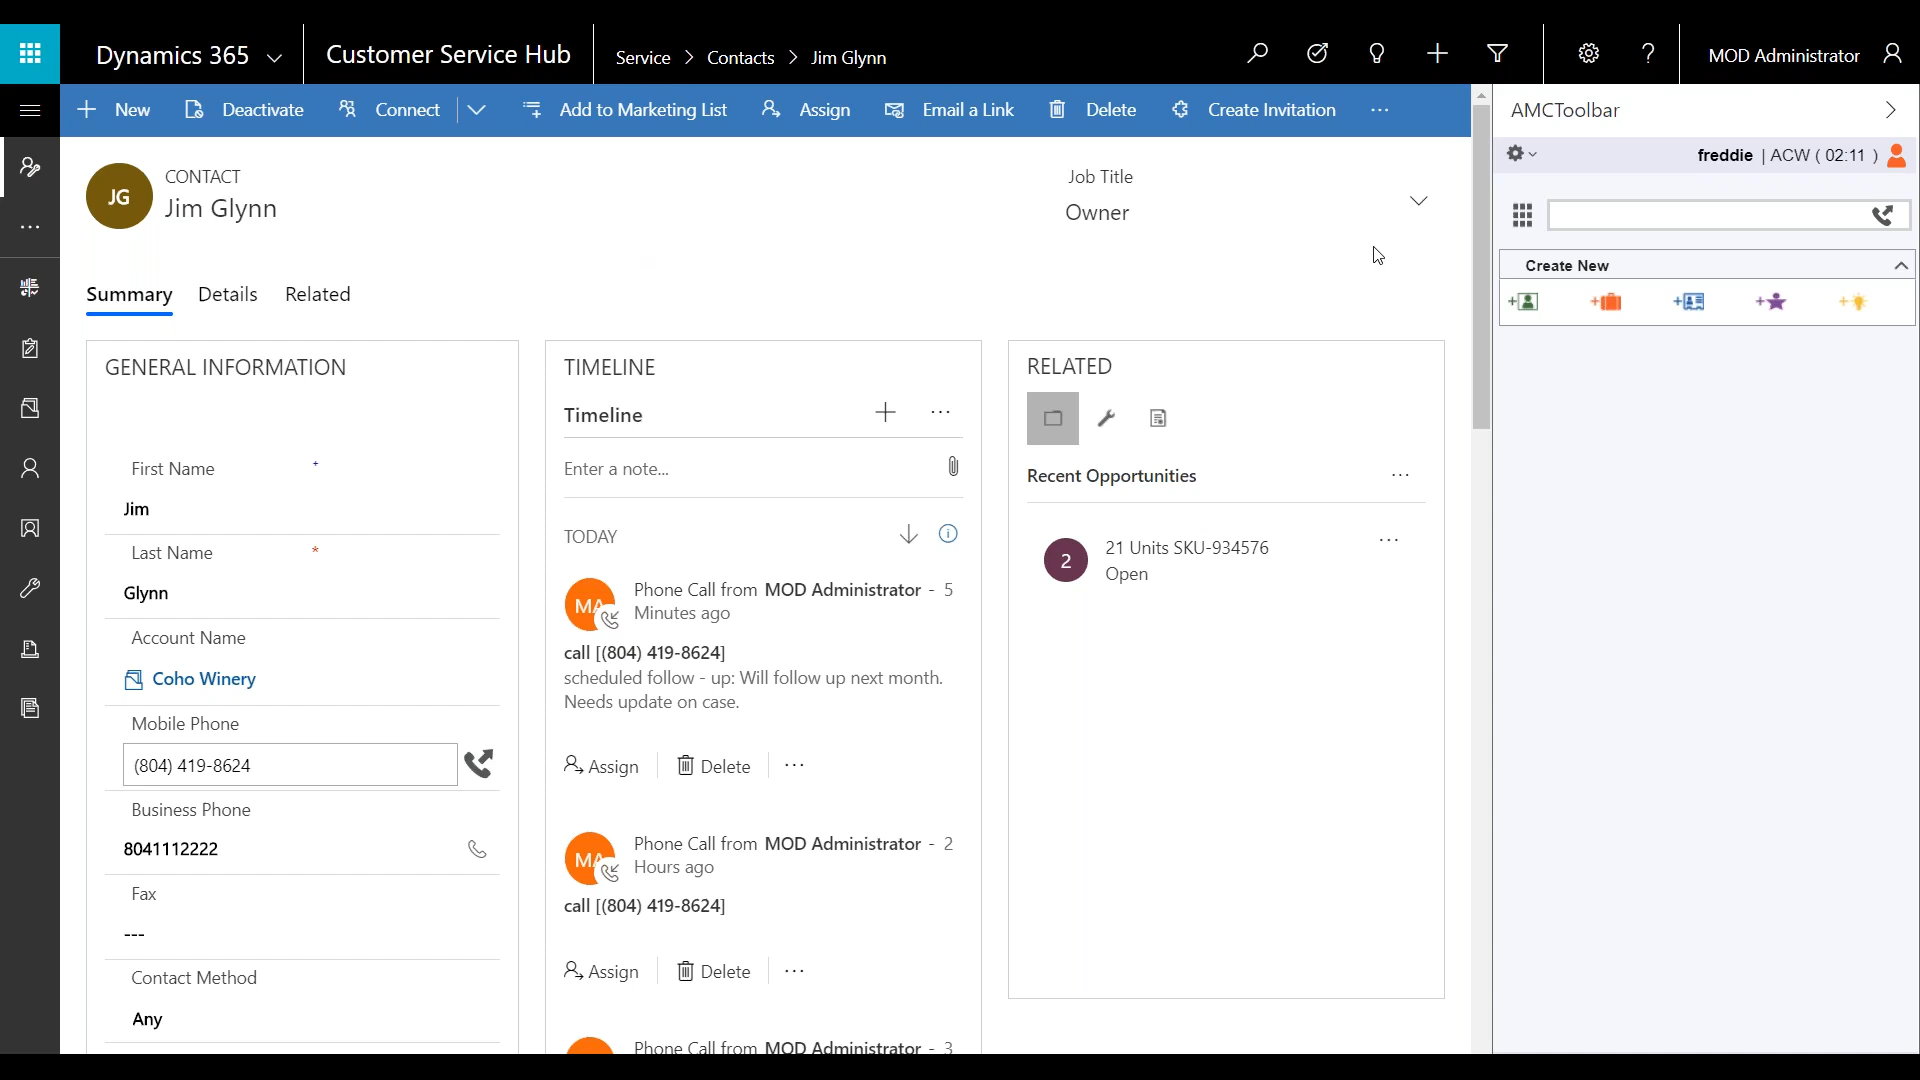 Dynamics 365
Customer Service Hub
Service > Contacts > Jim Glynn
MOD Administrator
New
Deactivate
Connect
Add to Marketing List
Assign
Email a Link
Delete
Create Invitation
...
AMCToolbar
freddie | ACW ( 02:11 )
JG
CONTACT
Jim Glynn
Job Title
Owner
Create New
Summary
Details
Related
GENERAL INFORMATION
First Name +
Jim
Last Name *
Glynn
Account Name
Coho Winery
Mobile Phone
(804) 419-8624
Business Phone
8041112222
Fax
---
Contact Method
Any
TIMELINE
Timeline
...
Enter a note...
TODAY
MA
Phone Call from MOD Administrator - 5
Minutes ago
call [(804) 419-8624]
scheduled follow - up: Will follow up next month.
Needs update on case.
Assign
Delete
...
MA
Phone Call from MOD Administrator - 2
Hours ago
call [(804) 419-8624]
Assign
Delete
...
Phone Call from MOD Administrator - 3
RELATED
Recent Opportunities
...
2
21 Units SKU-934576
...
Open